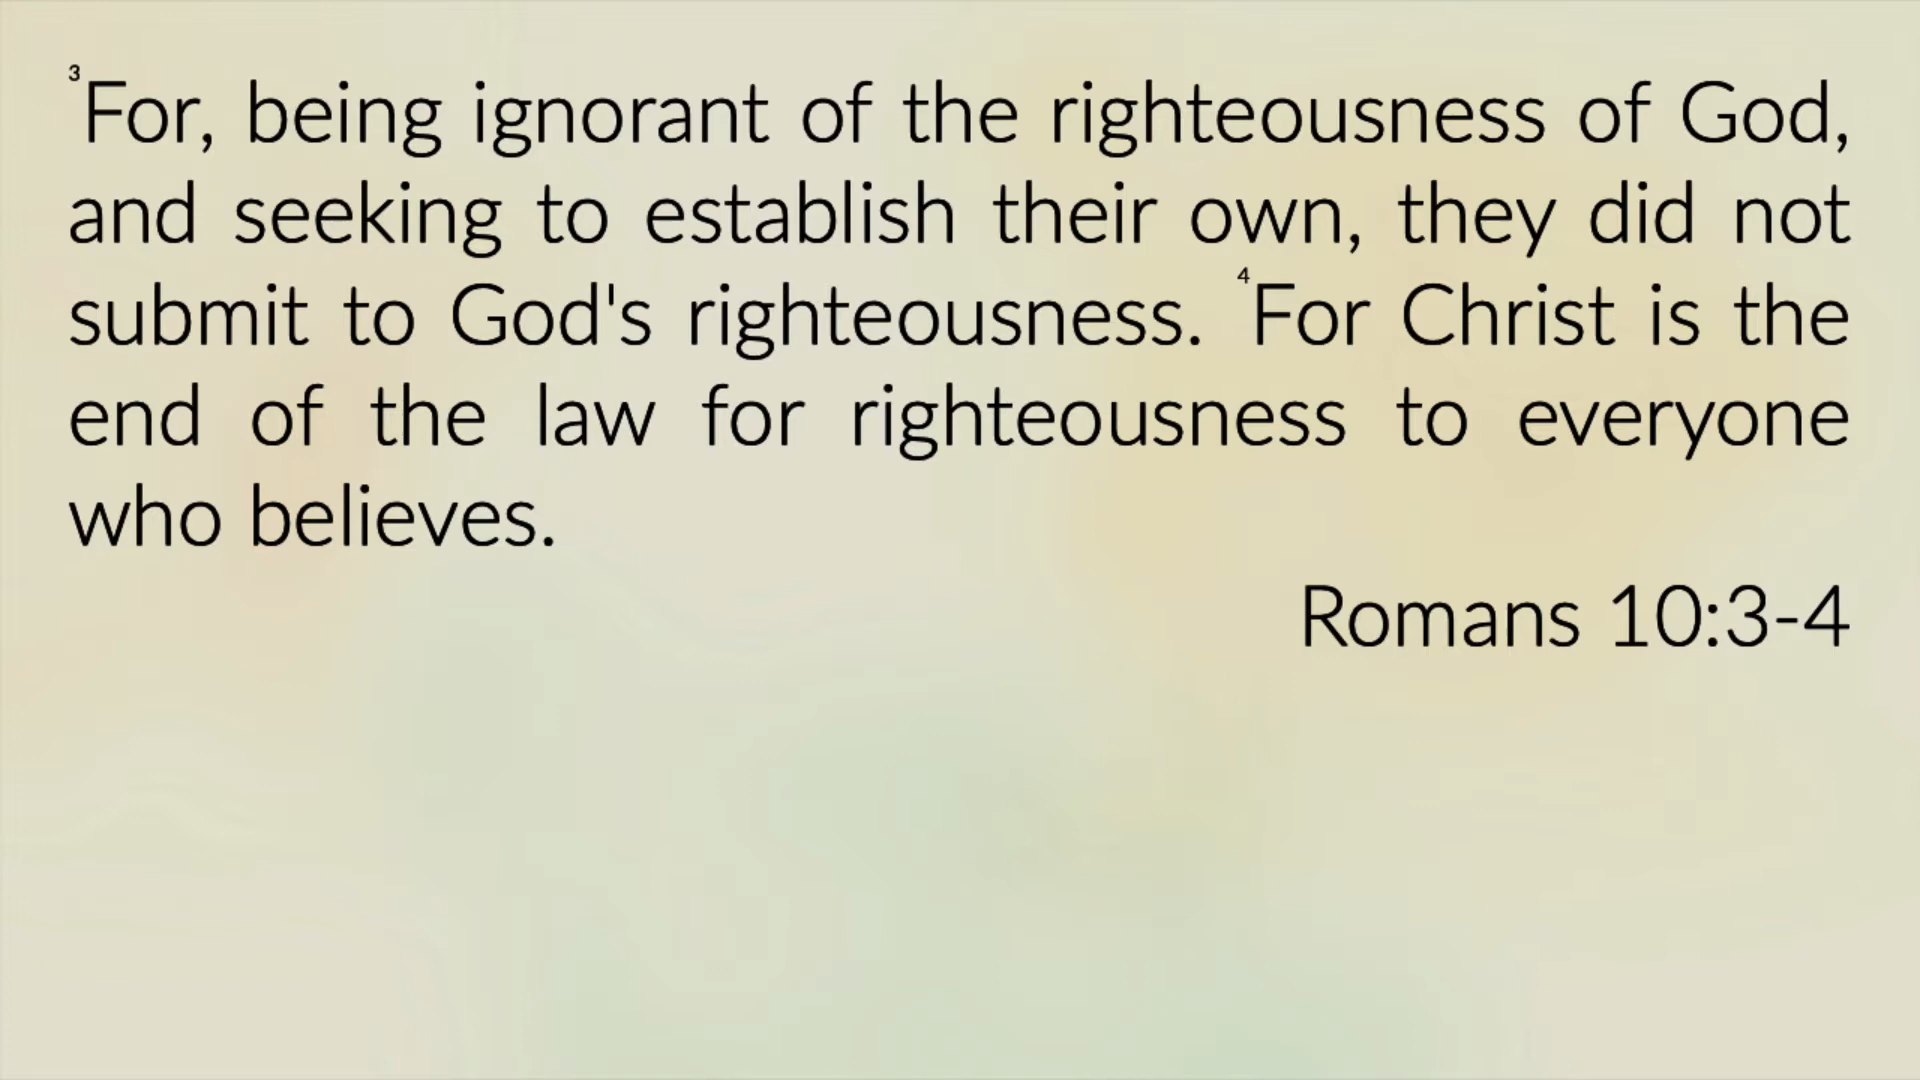 ³For, being ignorant of the righteousness of God,
and seeking to establish their own, they did not
submit to God's righteousness. ⁴For Christ is the
end of the law for righteousness to everyone
who believes.
Romans 10:3-4